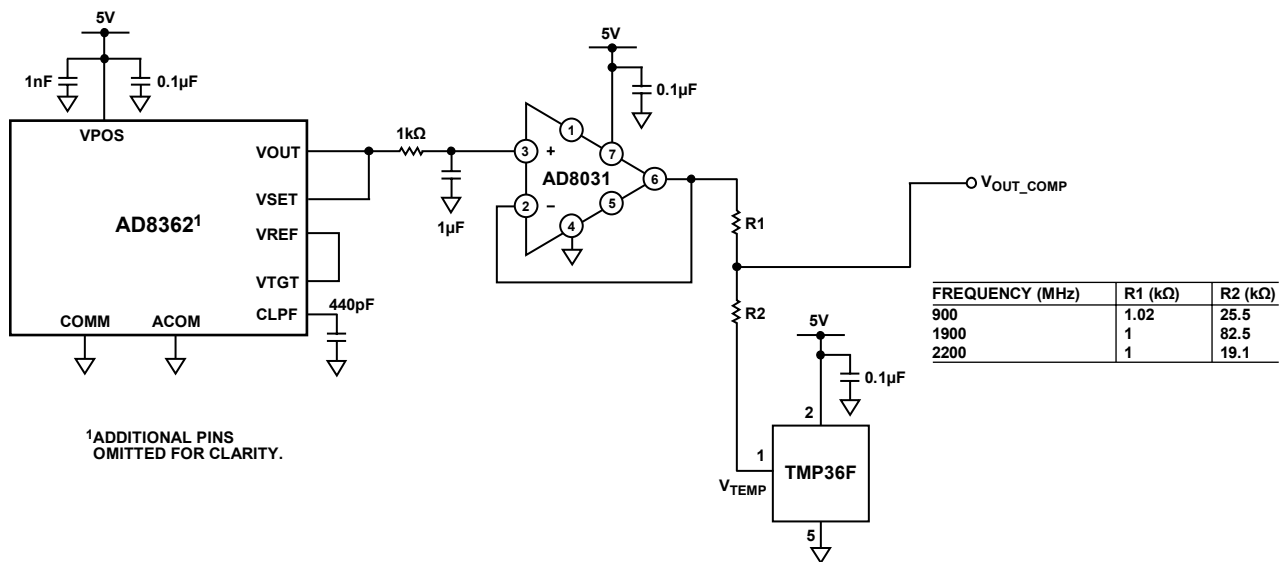 5V
1nF
0.1µF
VPOS
VOUT
VSET
AD8362¹
VREF
VTGT
CLPF
COMM
ACOM
440pF
¹ADDITIONAL PINS
OMITTED FOR CLARITY.
1kΩ
1µF
5V
0.1µF
1
3
+
7
AD8031
6
2
–
5
4
R1
VOUT_COMP
R2
5V
0.1µF
2
1
VTEMP
TMP36F
5
FREQUENCY (MHz) R1 (kΩ) R2 (kΩ)
900 1.02 25.5
1900 1 82.5
2200 1 19.1